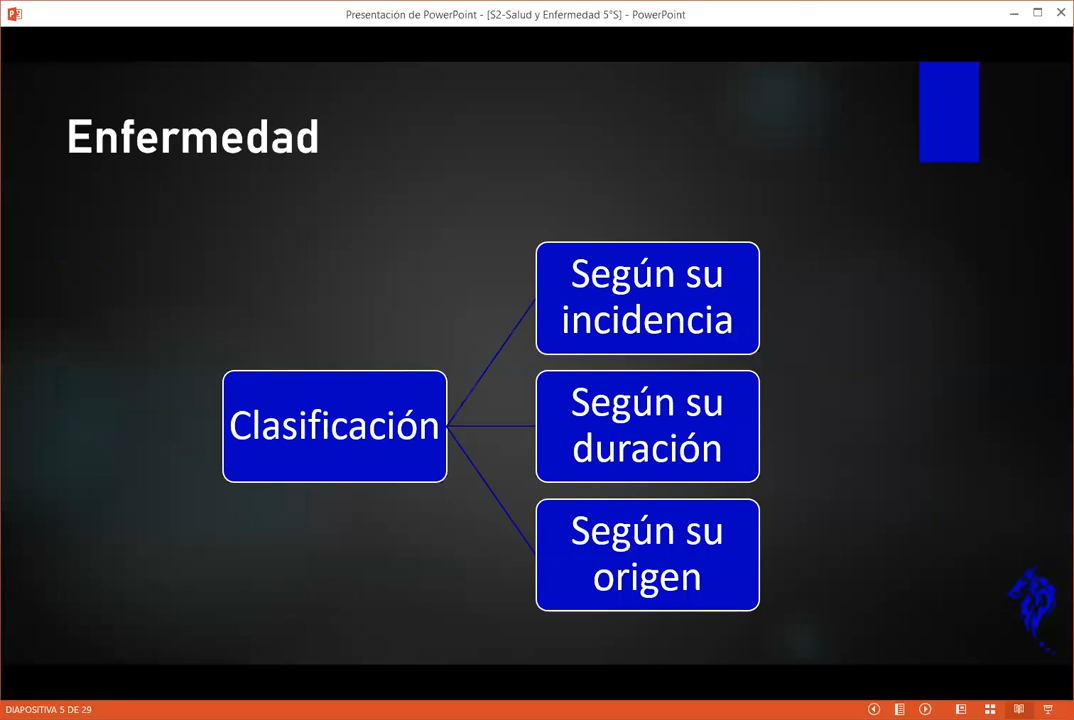 Presentación de PowerPoint - [S2-Salud y Enfermedad 5°S] - PowerPoint
Enfermedad
Según su
incidencia
Clasificación
Según su
duración
Según su
origen
DIAPOSITIVA 5 DE 29